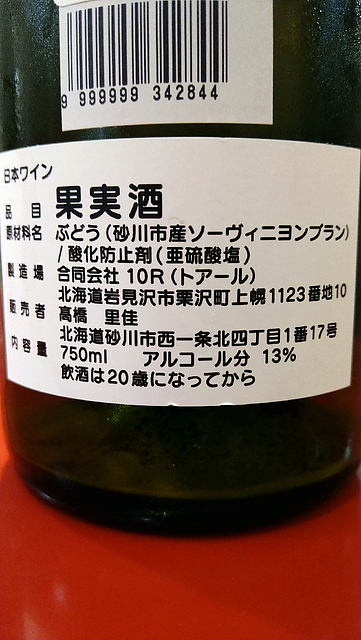 9 999999 342844
日本ワイン
品目 果実酒
原材料名 ぶどう(砂川市産ソーヴィニヨンブラン)
/酸化防止剤(亜硫酸塩)
製造場 合同会社 10R(トアール)
北海道岩見沢市栗沢町上幌1123番地10
販売者 髙橋 里佳
北海道砂川市西一条北四丁目1番17号
内容量 750ml アルコール分 13%
飲酒は20歳になってから